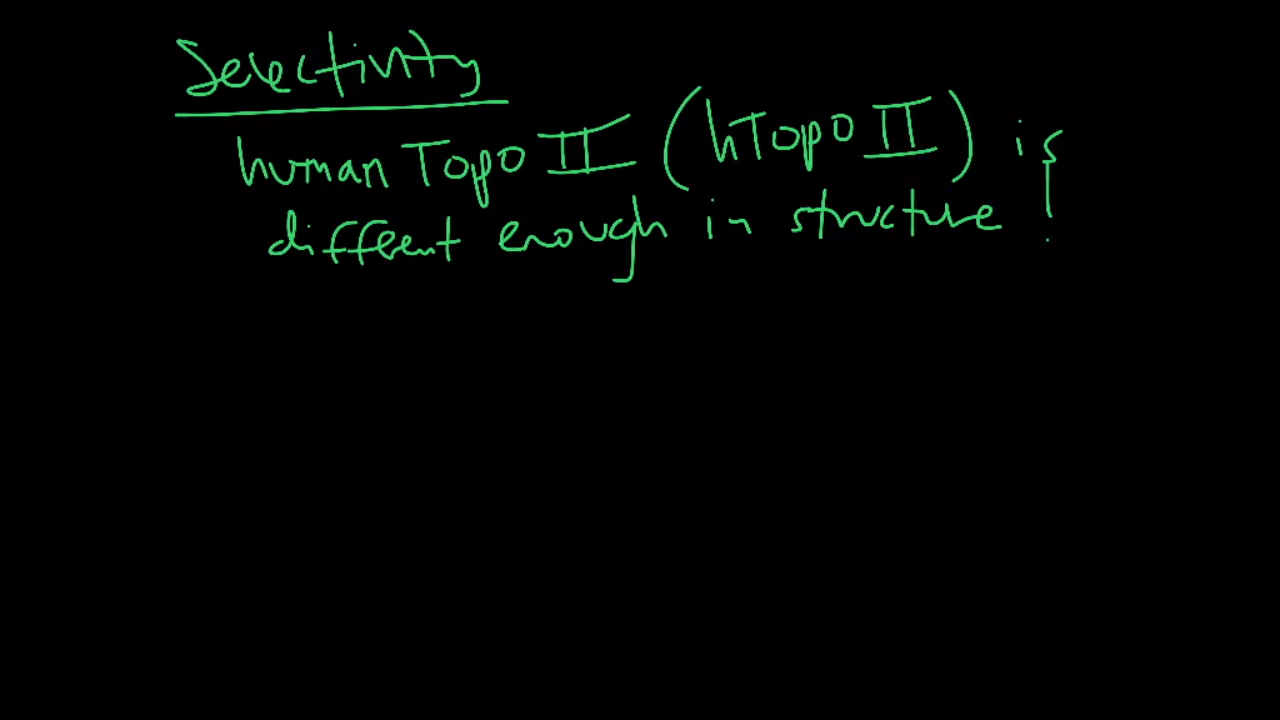 Selectivity
human Topo II (hTopo II) is
different enough in structure!